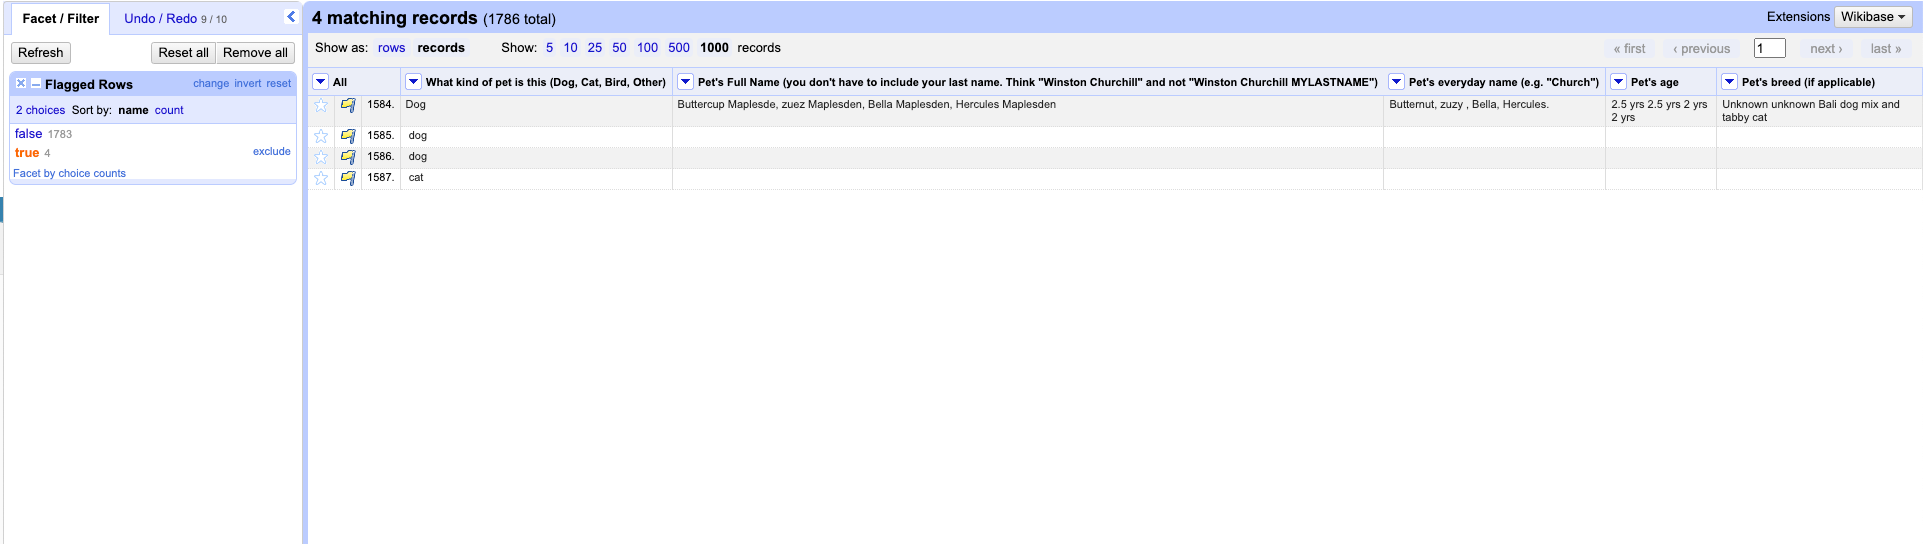 Facet / Filter
Undo / Redo 9 / 10
Refresh
Reset all
Remove all
Flagged Rows
change invert reset
2 choices Sort by: name count
false 1783
true 4
exclude
Facet by choice counts
4 matching records (1786 total)
Extensions
Wikibase
Show as: rows records
Show: 5 10 25 50 100 500 1000 records
« first
‹ previous
1
next ›
last »
All
What kind of pet is this (Dog, Cat, Bird, Other)
Pet's Full Name (you don't have to include your last name. Think "Winston Churchill" and not "Winston Churchill MYLASTNAME")
Pet's everyday name (e.g. "Church")
Pet's age
Pet's breed (if applicable)
1584.
Dog
Buttercup Maplesde, zuez Maplesden, Bella Maplesden, Hercules Maplesden
Butternut, zuzy , Bella, Hercules.
2.5 yrs 2.5 yrs 2 yrs
2 yrs
Unknown unknown Bali dog mix and
tabby cat
1585.
dog
1586.
dog
1587.
cat